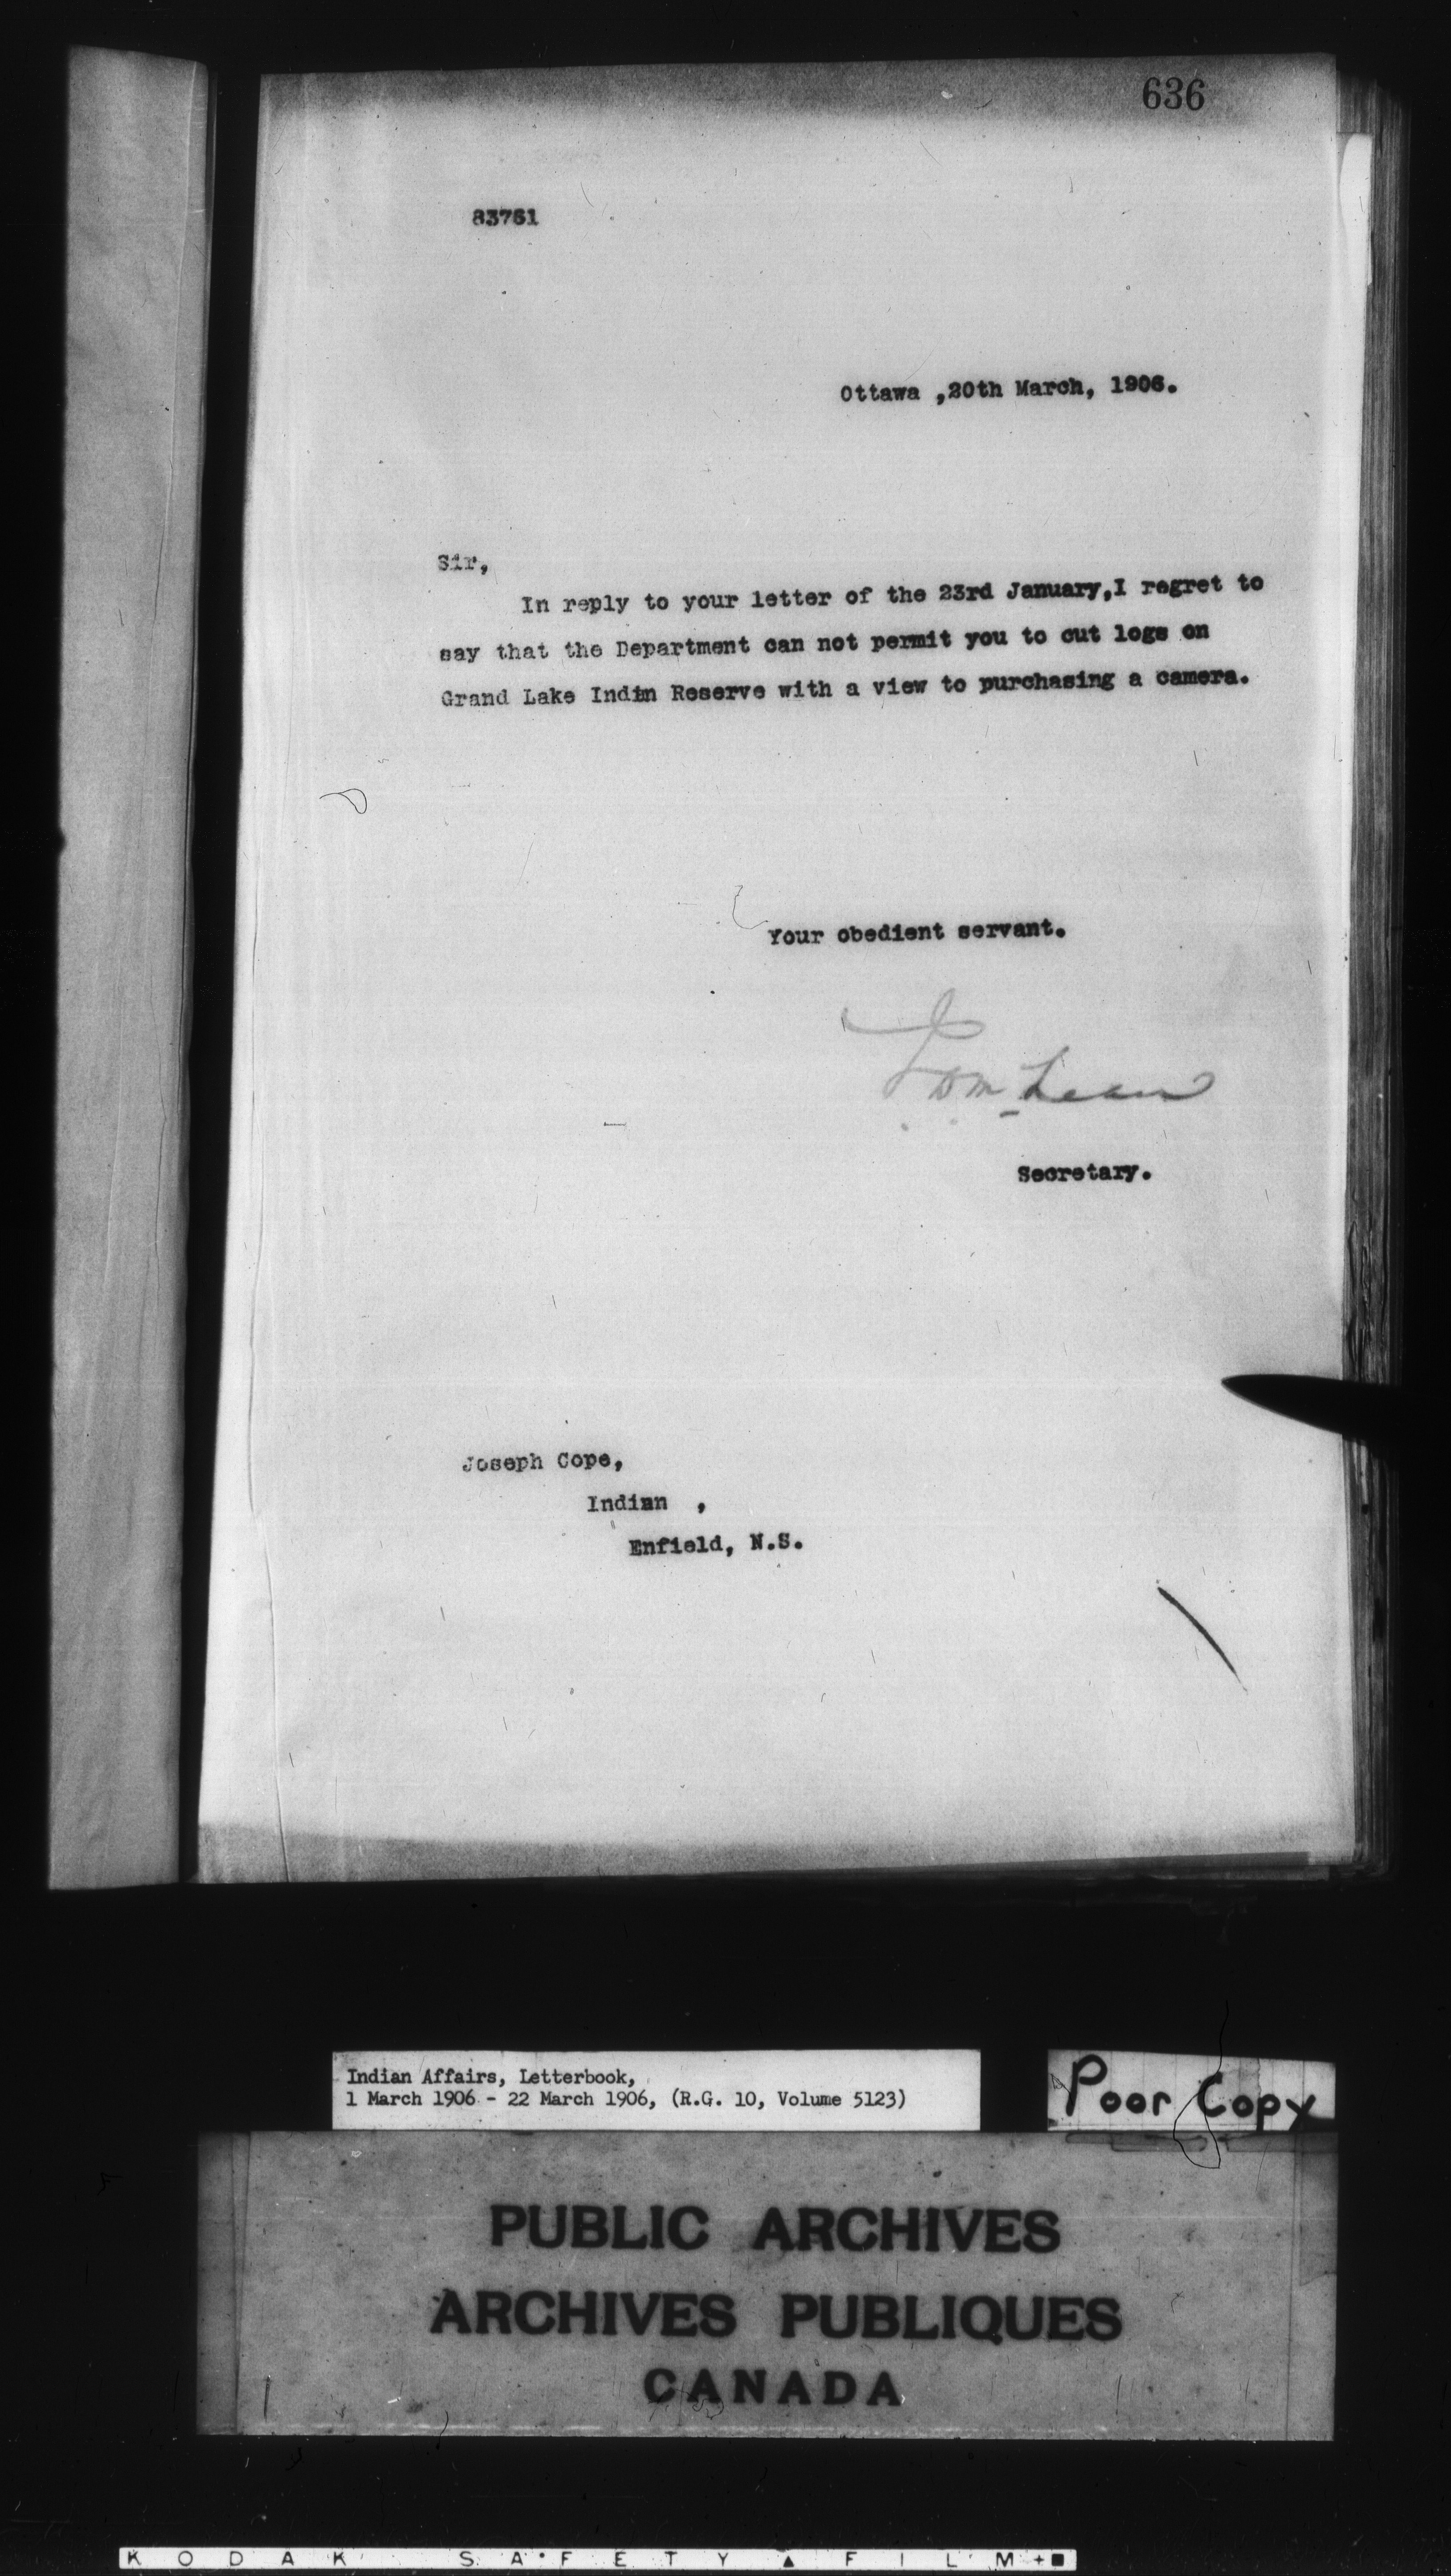 636
83761
Ottawa ,20th March, 1906.
Sir,
In reply to your letter of the 23rd January,I regret to
say that the Department can not permit you to cut logs on
Grand Lake Indin Reserve with a view to purchasing a camera.
Your obedient servant.
J.D. McLean
Secretary.
Joseph Cope,
Indian ,
Enfield, N.S.
Indian Affairs, Letterbook,
1 March 1906 - 22 March 1906, (R.G. 10, Volume 5123)
Poor Copy
PUBLIC ARCHIVES
ARCHIVES PUBLIQUES
CANADA
KODAK SAFETY ▲ FILM +■